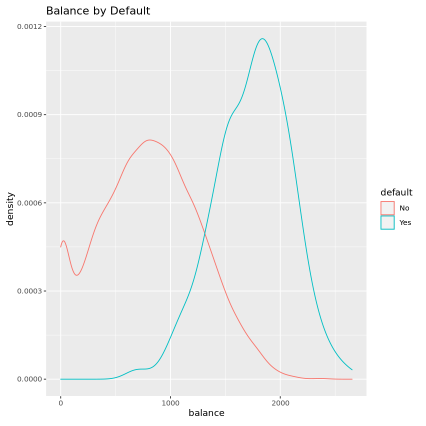 Balance by Default
0.0012
0.0009
0.0006
0.0003
0.0000
density
0
1000
2000
balance
default
No
Yes